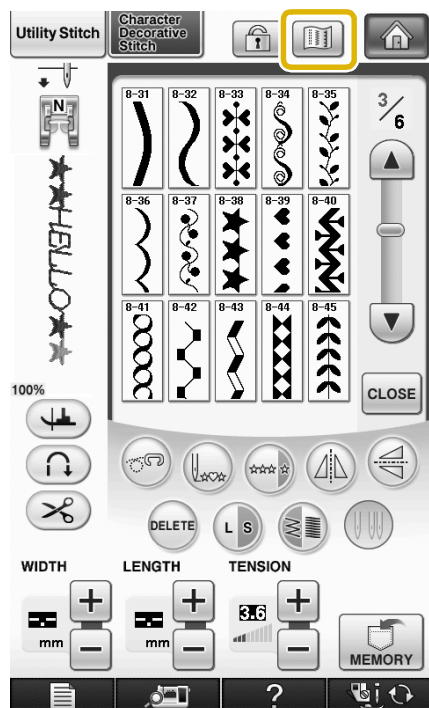 Utility Stitch
Character
Decorative
Stitch
N
8-31 8-32 8-33 8-34 8-35
3/6
8-36 8-37 8-38 8-39 8-40
HELLO
8-41 8-42 8-43 8-44 8-45
100%
CLOSE
DELETE
L S
WIDTH LENGTH TENSION
3.6
mm mm
MEMORY
?